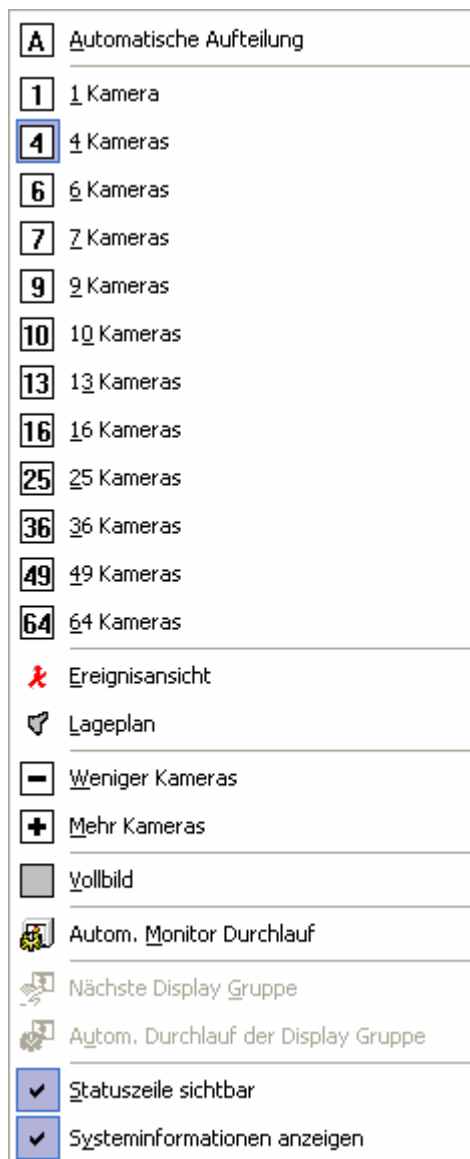 A Automatische Aufteilung
1 1 Kamera
4 4 Kameras
6 6 Kameras
7 7 Kameras
9 9 Kameras
10 10 Kameras
13 13 Kameras
16 16 Kameras
25 25 Kameras
36 36 Kameras
49 49 Kameras
64 64 Kameras
Ereignisansicht
Lageplan
Weniger Kameras
Mehr Kameras
Vollbild
Autom. Monitor Durchlauf
Nächste Display Gruppe
Autom. Durchlauf der Display Gruppe
Statuszeile sichtbar
Systeminformationen anzeigen